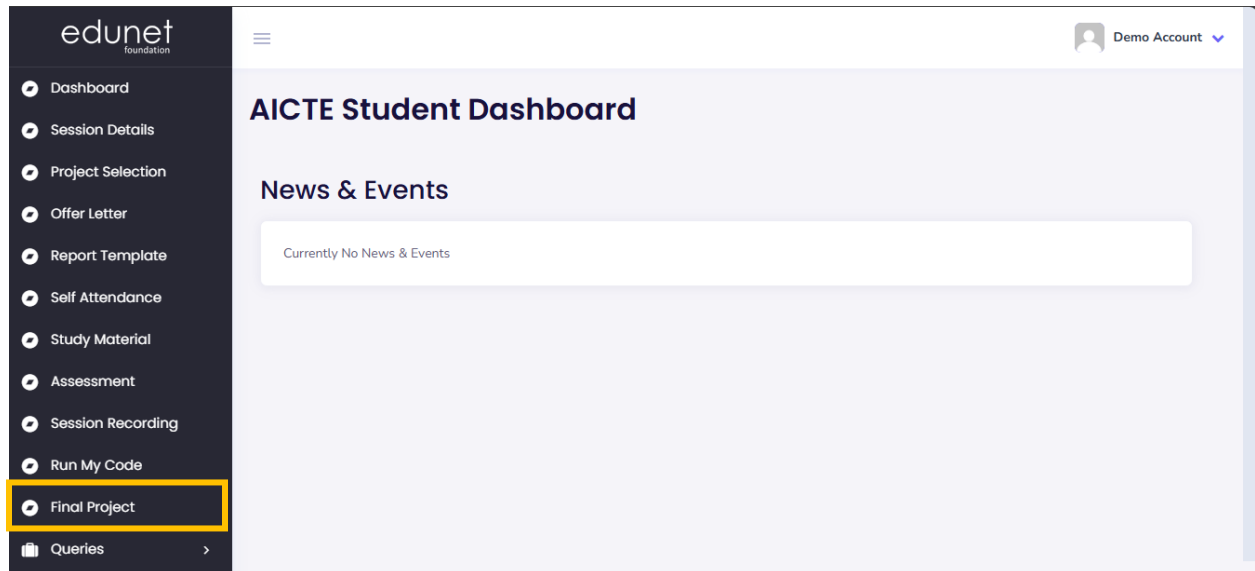 edunet
foundation
Demo Account
Dashboard
Session Details
Project Selection
Offer Letter
Report Template
Self Attendance
Study Material
Assessment
Session Recording
Run My Code
Final Project
Queries
AICTE Student Dashboard
News & Events
Currently No News & Events